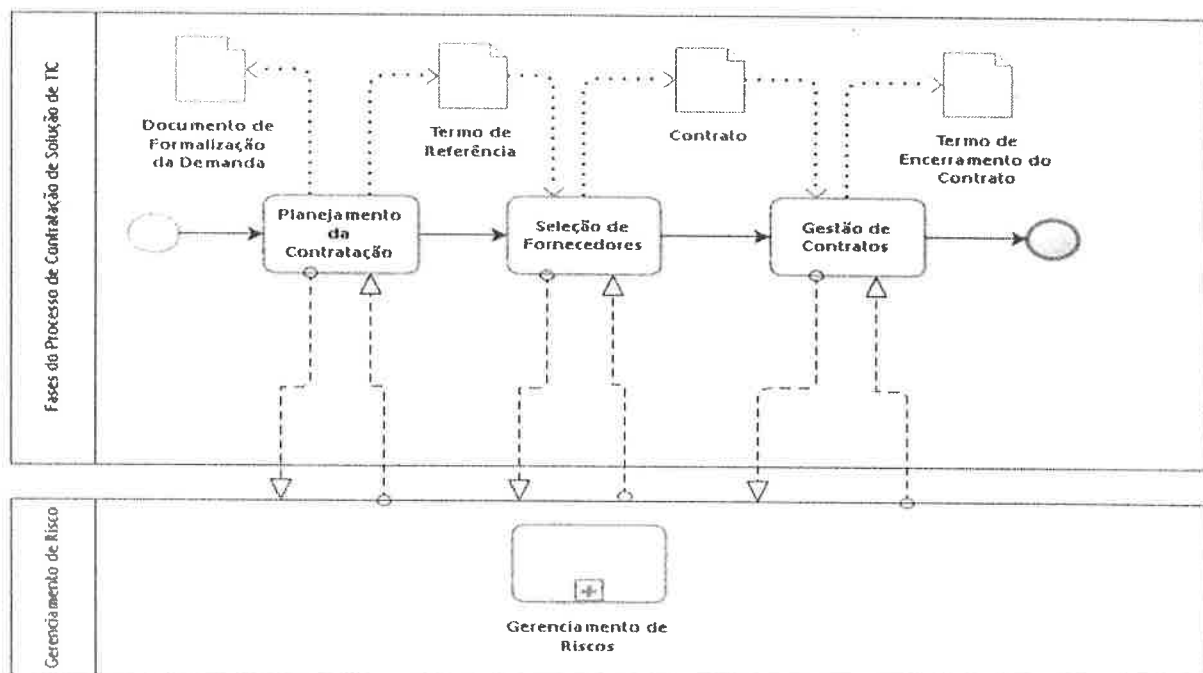 Fases do Processo de Contratação de Solução de TIC
Documento de
Formalização
da Demanda
Termo de
Referência
Contrato
Termo de
Encerramento do
Contrato
Planejamento
da
Contratação
Seleção de
Fornecedores
Gestão de
Contratos
Gerenciamento de Risco
Gerenciamento de
Riscos